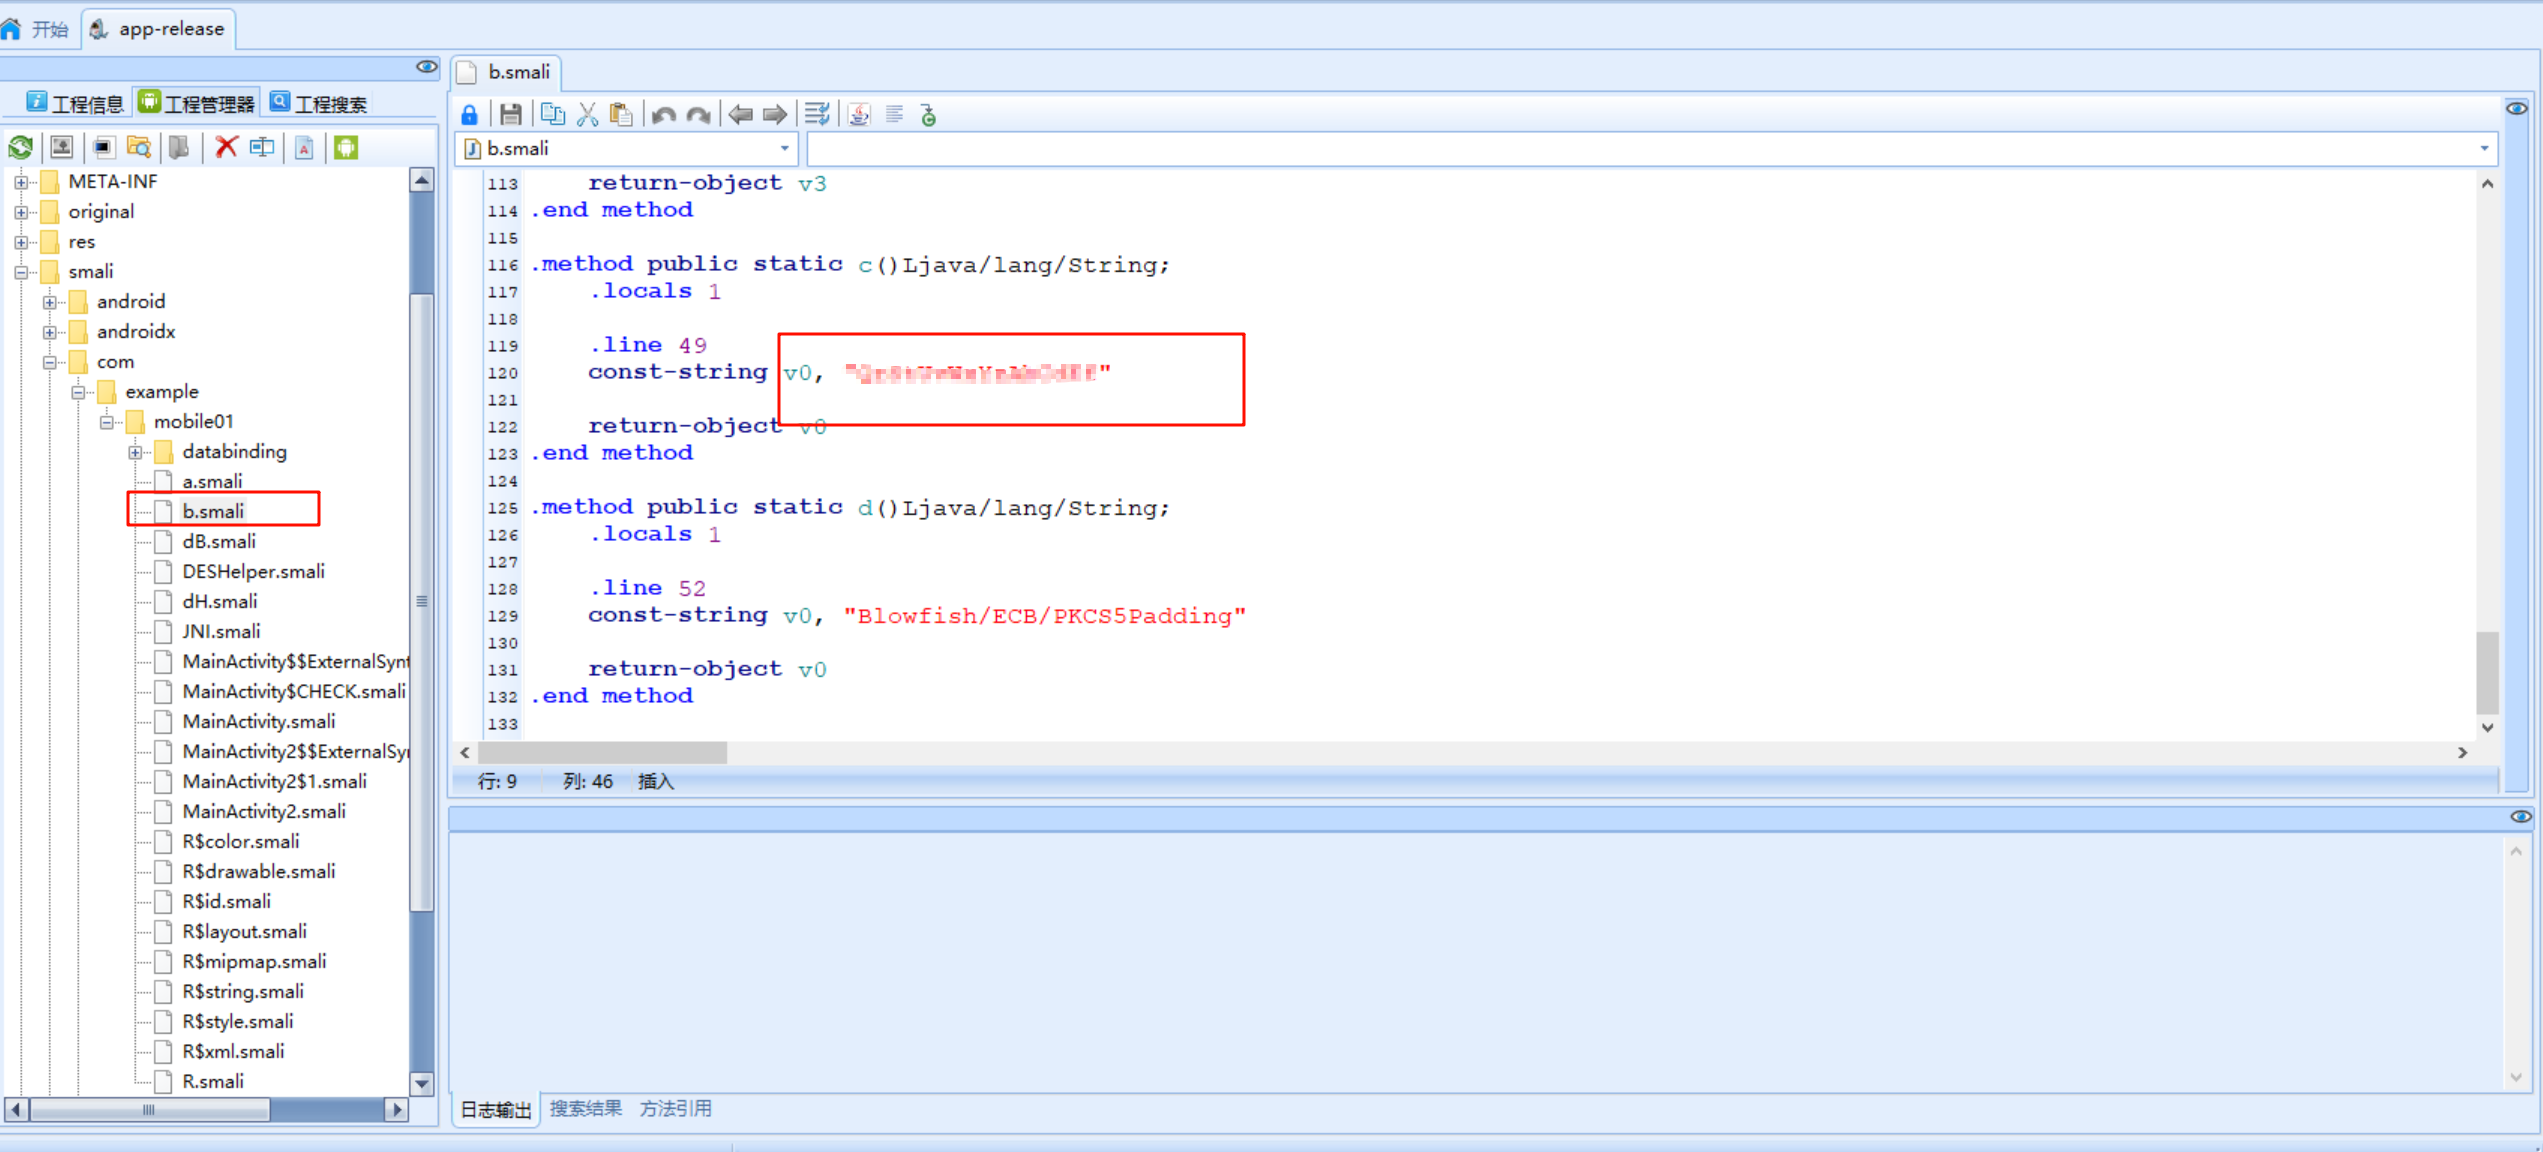 开始
app-release
工程信息
工程管理器
工程搜索
META-INF
original
res
smali
android
androidx
com
example
mobile01
databinding
a.smali
b.smali
dB.smali
DESHelper.smali
dH.smali
JNI.smali
MainActivity$$ExternalSynt
MainActivity$CHECK.smali
MainActivity.smali
MainActivity2$$ExternalSyn
MainActivity2$1.smali
MainActivity2.smali
R$color.smali
R$drawable.smali
R$id.smali
R$layout.smali
R$mipmap.smali
R$string.smali
R$style.smali
R$xml.smali
R.smali
b.smali
b.smali
113 return-object v3
114 .end method
115
116 .method public static c()Ljava/lang/String;
117 .locals 1
118
119 .line 49
120 const-string v0, "
121
122 return-object v0
123 .end method
124
125 .method public static d()Ljava/lang/String;
126 .locals 1
127
128 .line 52
129 const-string v0, "Blowfish/ECB/PKCS5Padding"
130
131 return-object v0
132 .end method
133
行: 9 列: 46 插入
日志输出 搜索结果 方法引用